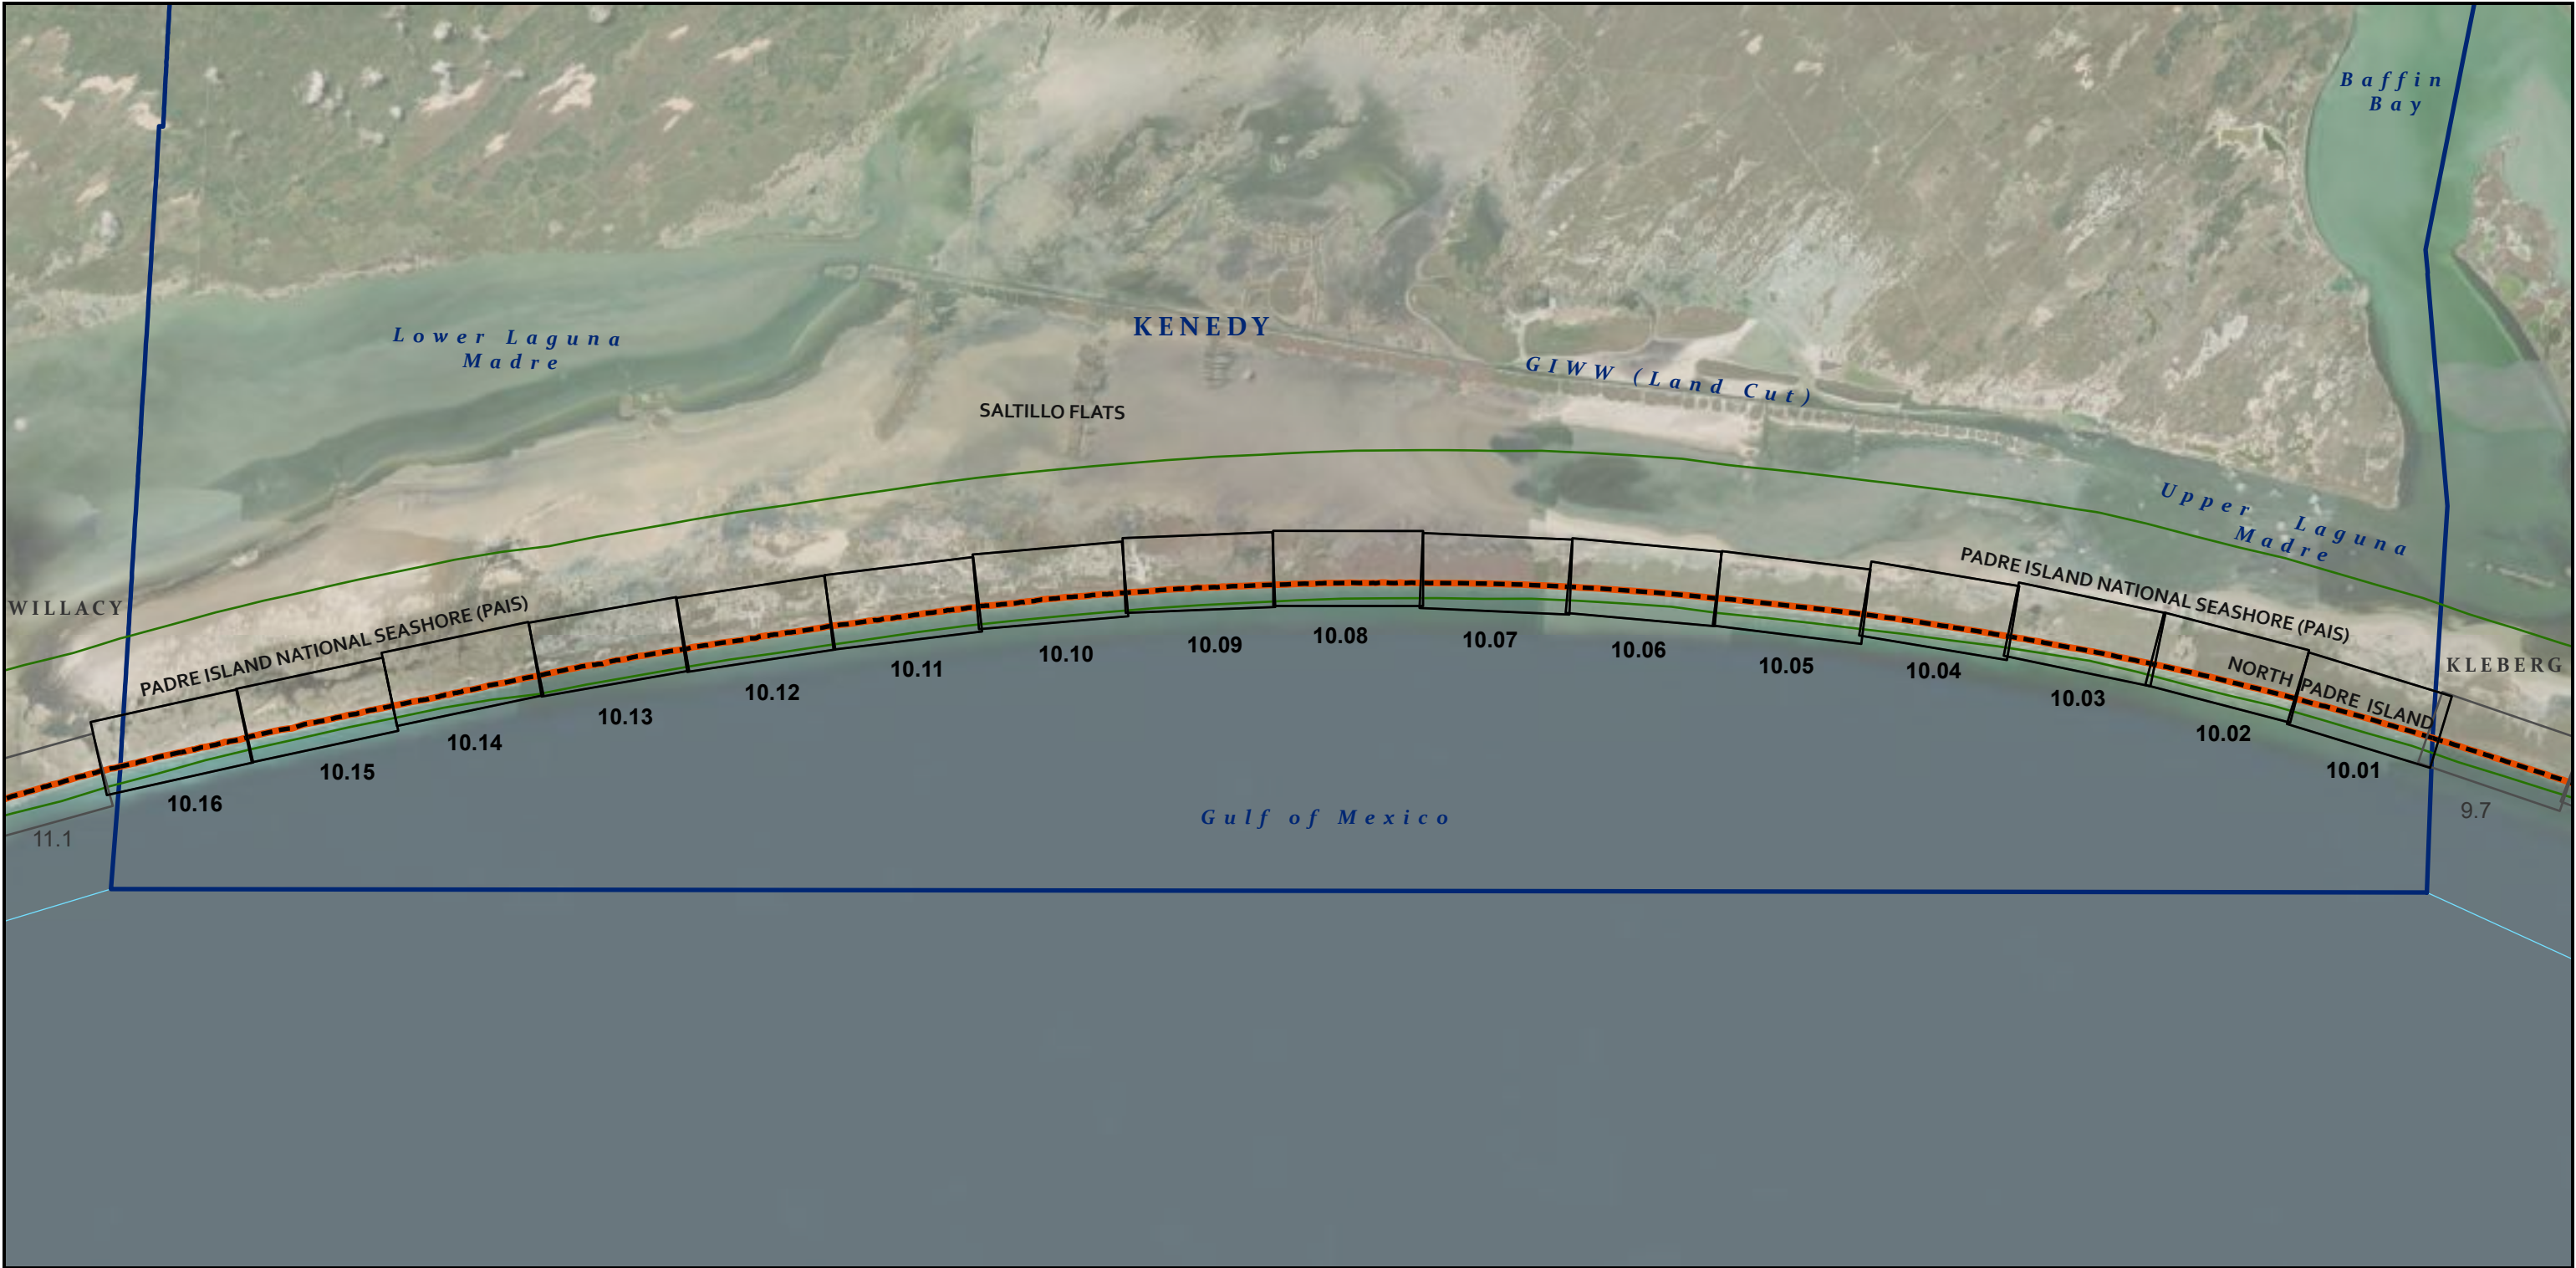 Baffin
Bay
Lower Laguna
Madre
KENEDY
GIWW (Land Cut)
SALTILLO FLATS
Upper Laguna
Madre
PADRE ISLAND NATIONAL SEASHORE (PAIS)
WILLACY
PADRE ISLAND NATIONAL SEASHORE (PAIS)
KLEBERG
NORTH PADRE ISLAND
10.16
10.15
10.14
10.13
10.12
10.11
10.10
10.09
10.08
10.07
10.06
10.05
10.04
10.03
10.02
10.01
11.1
9.7
Gulf of Mexico